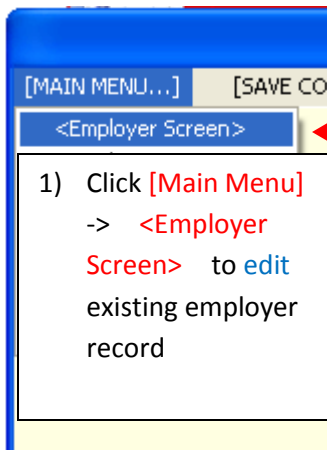 [MAIN MENU...] [SAVE CO
<Employer Screen>
1) Click [Main Menu]
-> <Employer
Screen> to edit
existing employer
record